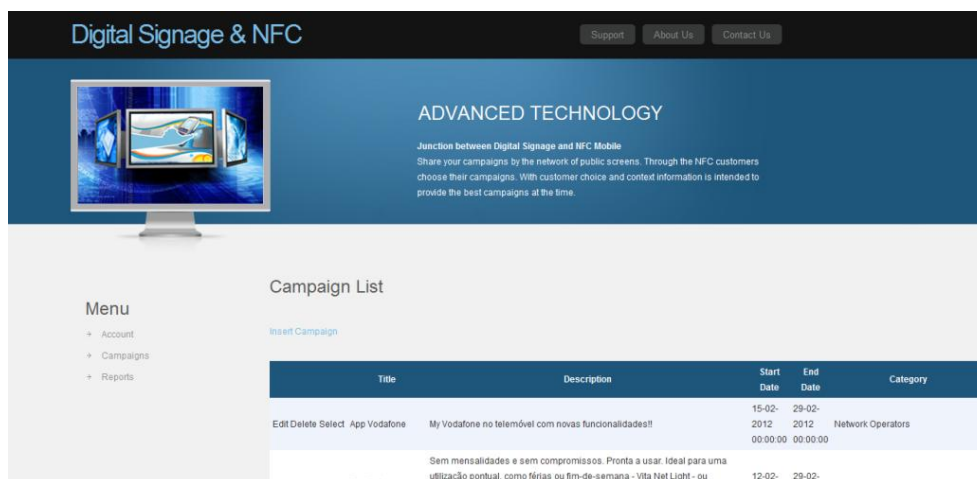 Digital Signage & NFC
Support About Us Contact Us
ADVANCED TECHNOLOGY
Junction between Digital Signage and NFC Mobile
Share your campaigns by the network of public screens. Through the NFC customers
choose their campaigns. With customer choice and context information is intended to
provide the best campaigns at the time.
Campaign List
Menu
Account
Campaigns
Reports
Insert Campaign
Title Description Start Date End Date Category
Edit Delete Select App Vodafone My Vodafone no telemóvel com novas funcionalidades!! 15-02-2012 00:00:00 29-02-2012 00:00:00 Network Operators
Sem mensalidades e sem compromissos. Pronta a usar. Ideal para uma
utilização pontual, como férias ou fim-de-semana - Vita Net Light - ou
12-02- 29-02-